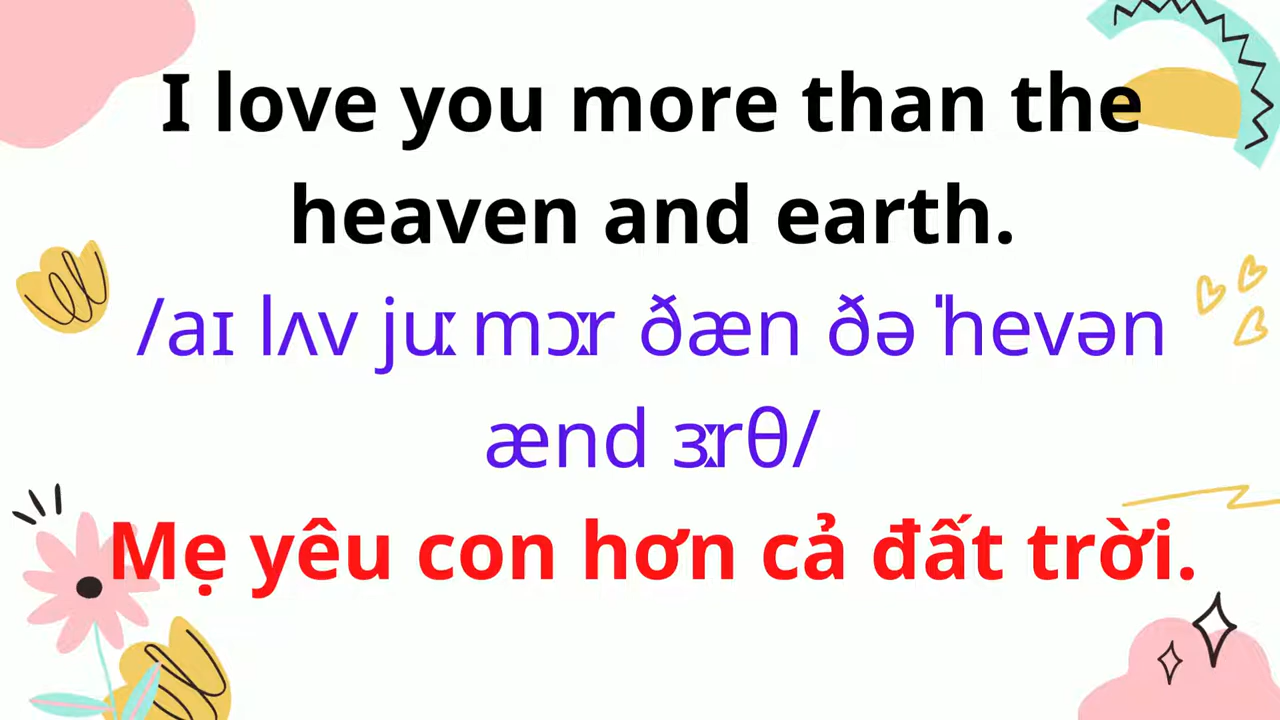 I love you more than the
heaven and earth.
/aɪ lʌv juː mɔːr ðæn ðə ˈhevən
ænd ɜːrθ/
Mẹ yêu con hơn cả đất trời.